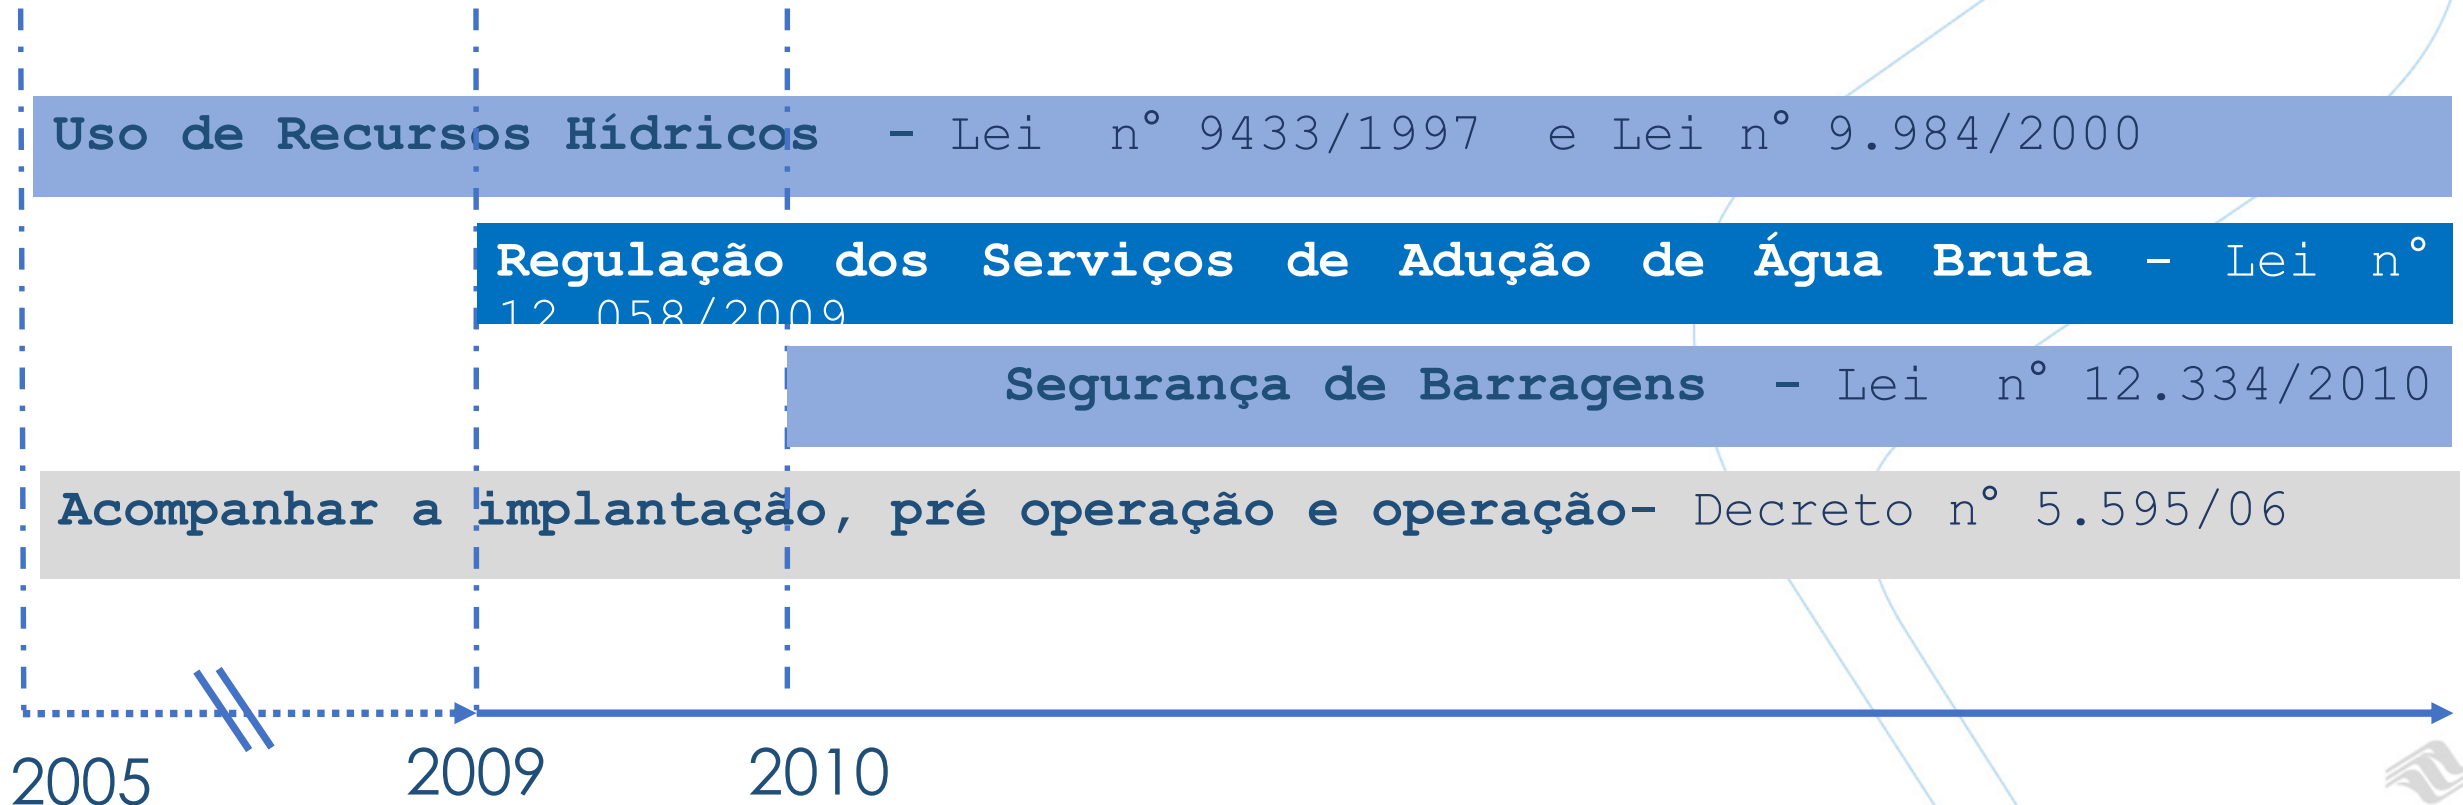 Uso de Recursos Hídricos - Lei n° 9433/1997 e Lei n° 9.984/2000
Regulação dos Serviços de Adução de Água Bruta - Lei n°
12.058/2009
Segurança de Barragens - Lei n° 12.334/2010
Acompanhar a implantação, pré operação e operação- Decreto n° 5.595/06
2005 2009 2010